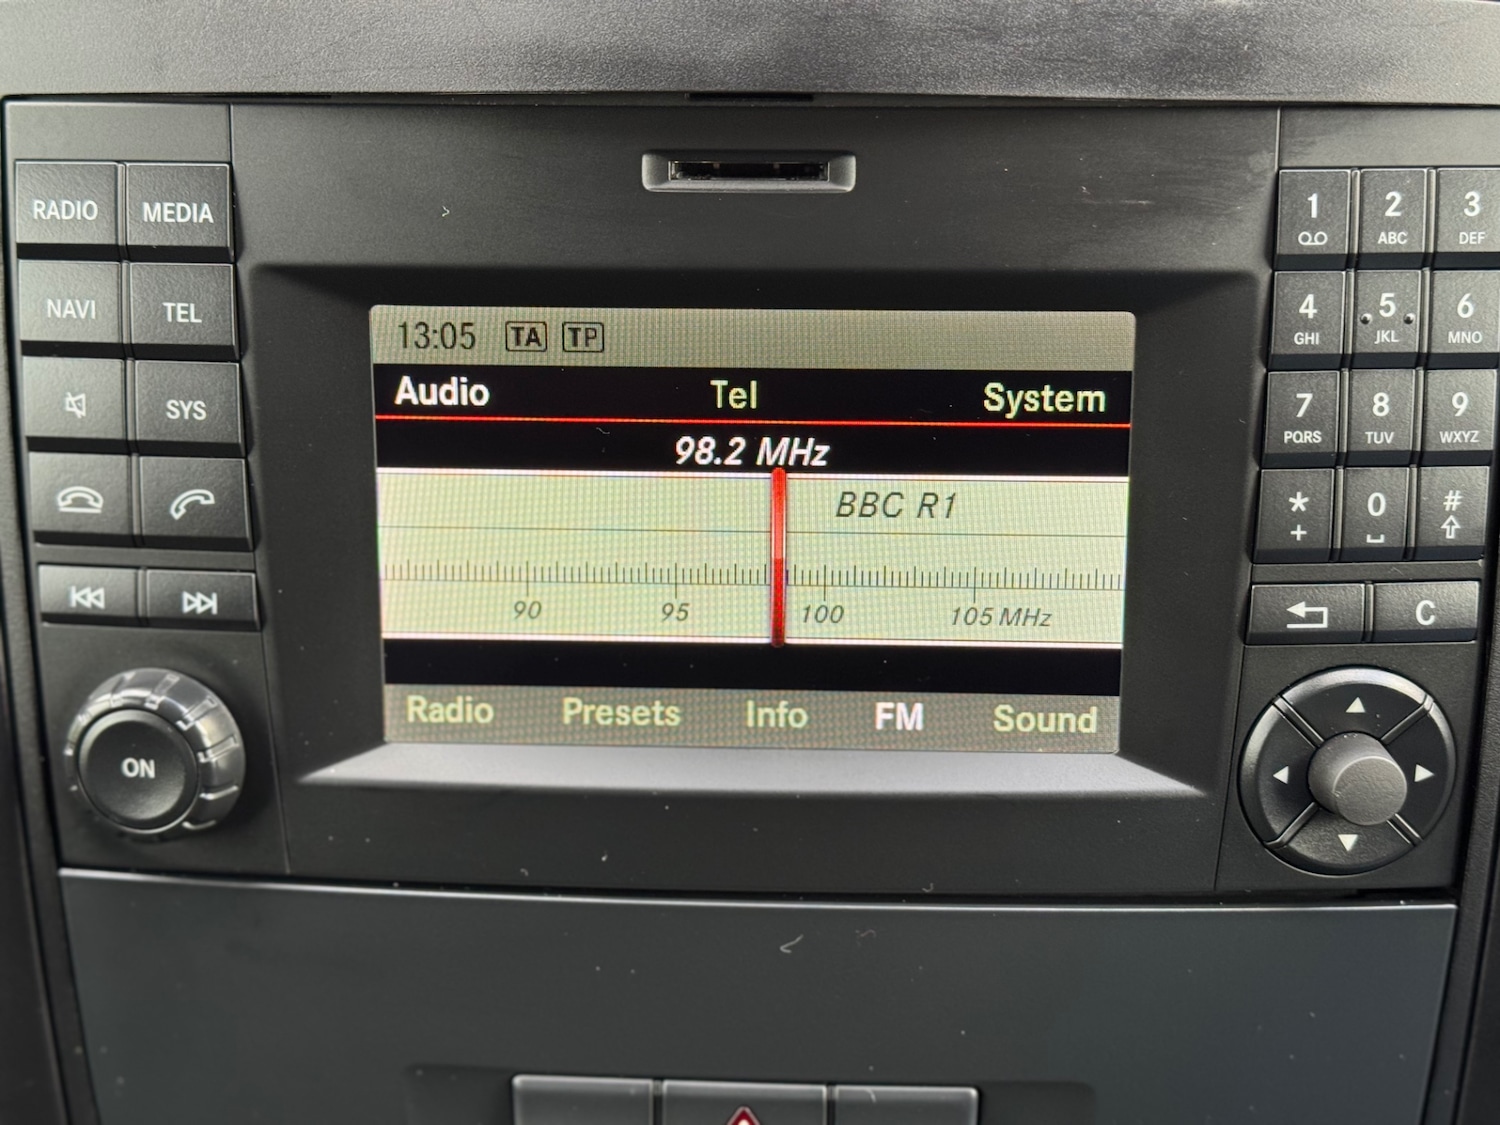 RADIO MEDIA
NAVI TEL
SYS
ON
13:05 TA TP
Audio Tel System
98.2 MHz
BBC R1
90 95 100 105 MHz
Radio Presets Info FM Sound
1 2 ABC 3 DEF
4 GHI 5 JKL 6 MNO
7 PQRS 8 TUV 9 WXYZ
* + 0 #
C